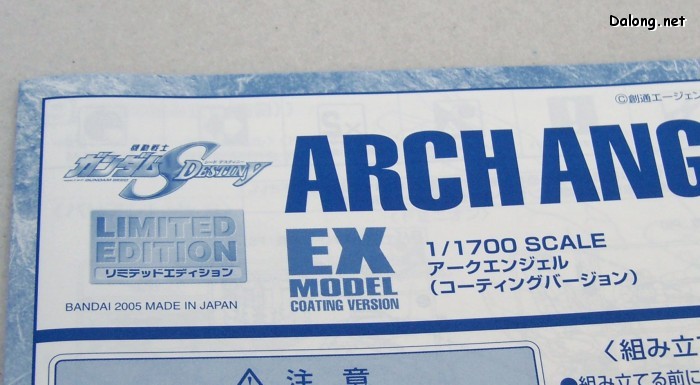 Dalong.net
©創通エージェン
機動戦士
ガンダムSEED DESTINY
ARCH ANG
LIMITED
EDITION
リミテッドエディション
EX
MODEL
COATING VERSION
1/1700 SCALE
アークエンジェル
(コーティングバージョン)
BANDAI 2005 MADE IN JAPAN
〈組み立
⚠ 注意
●組み立てる前に